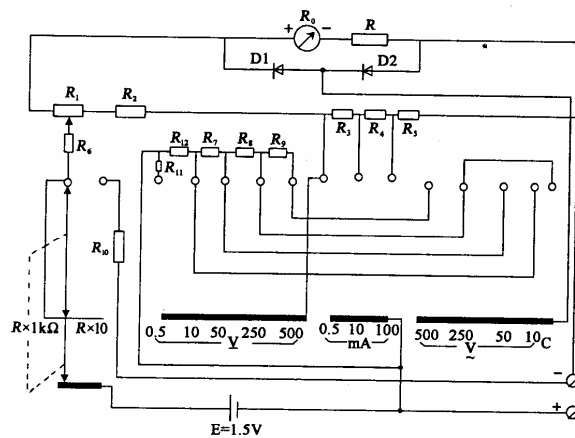 + R₀ − R
D1 D2
R₁ R₂ R₃ R₄ R₅
R₁₂ R₇ R₈ R₉
R₆
R₁₁
R₁₀
R×1kΩ R×10
0.5 10 50 250 500
V
0.5 10 100
mA
500 250 50 10 C
V
~
−
+
E=1.5V